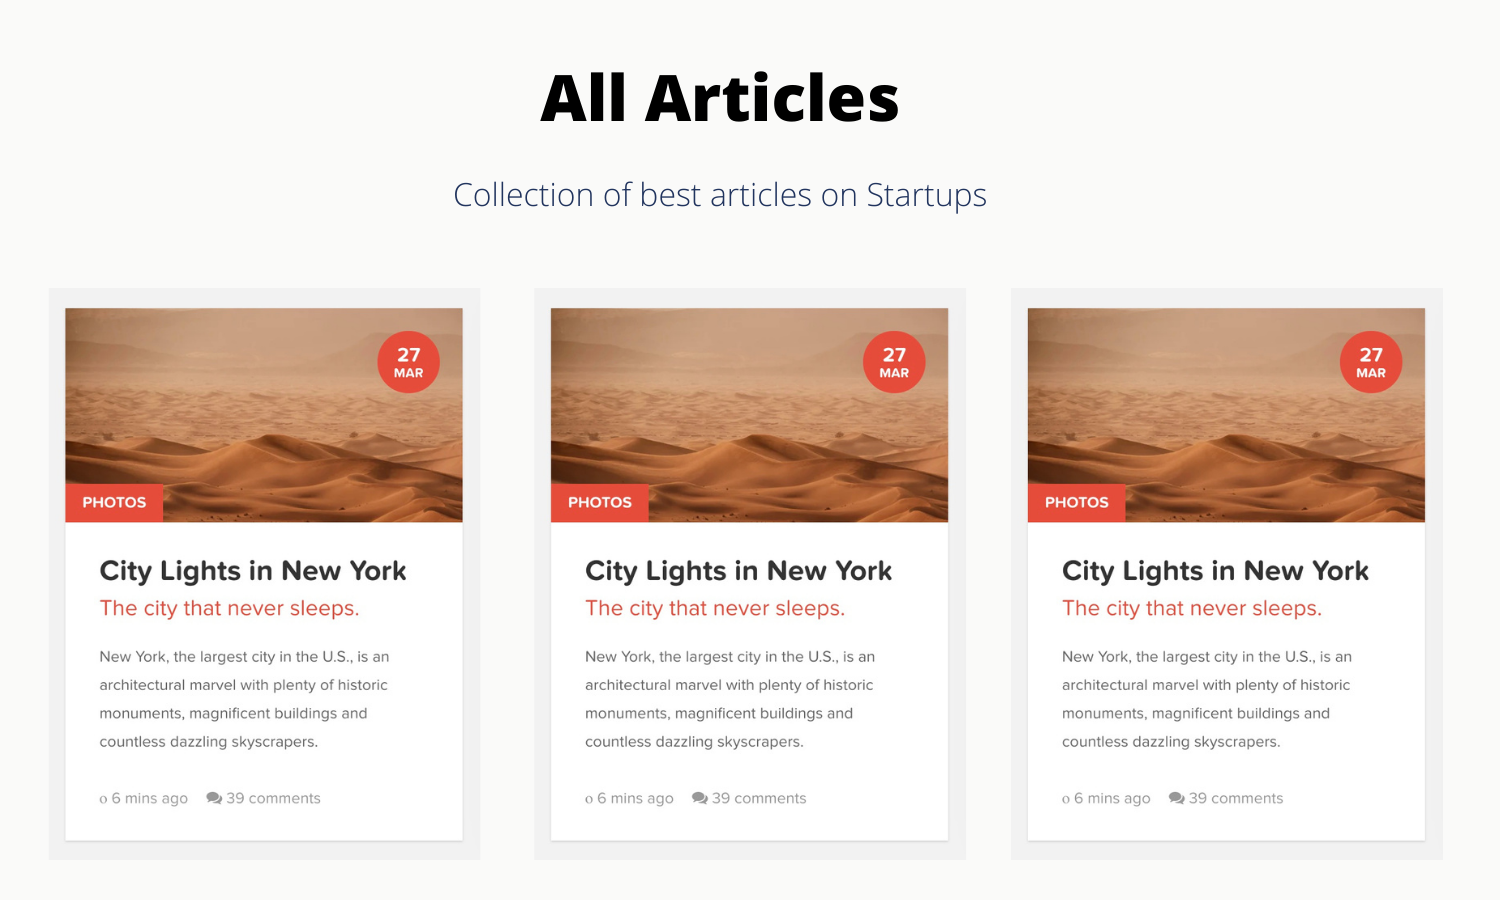 All Articles
Collection of best articles on Startups
27
MAR
PHOTOS
City Lights in New York
The city that never sleeps.
New York, the largest city in the U.S., is an
architectural marvel with plenty of historic
monuments, magnificent buildings and
countless dazzling skyscrapers.
o 6 mins ago 39 comments
27
MAR
PHOTOS
City Lights in New York
The city that never sleeps.
New York, the largest city in the U.S., is an
architectural marvel with plenty of historic
monuments, magnificent buildings and
countless dazzling skyscrapers.
o 6 mins ago 39 comments
27
MAR
PHOTOS
City Lights in New York
The city that never sleeps.
New York, the largest city in the U.S., is an
architectural marvel with plenty of historic
monuments, magnificent buildings and
countless dazzling skyscrapers.
o 6 mins ago 39 comments